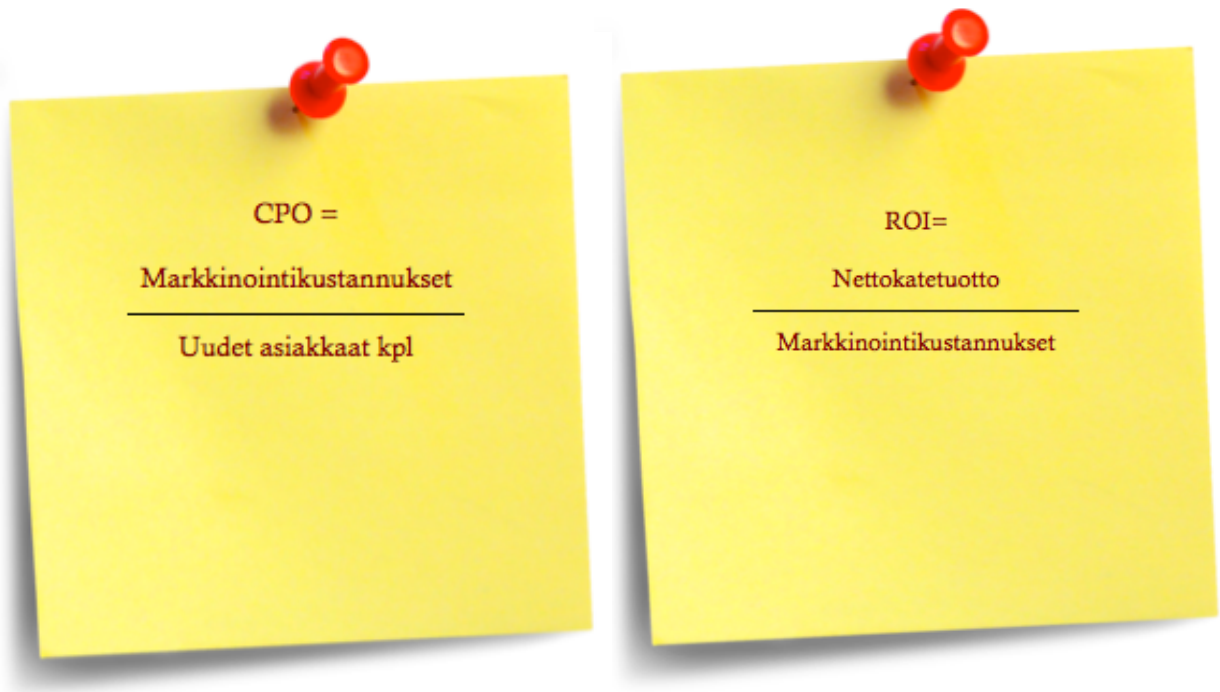 CPO =
Markkinointikustannukset
Uudet asiakkaat kpl
ROI=
Nettokatetuotto
Markkinointikustannukset